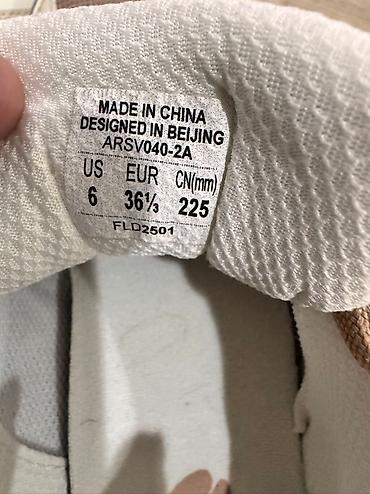 MADE IN CHINA
DESIGNED IN BEIJING
ARSV040-2A
US EUR CN(mm)
6 36⅓ 225
FLD2501